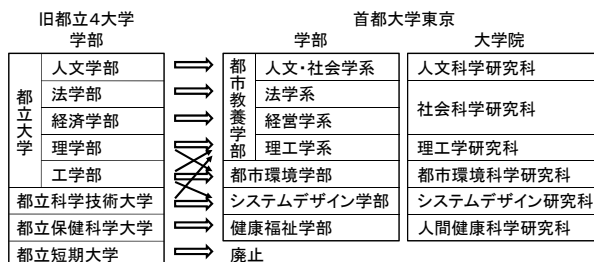 旧都立4大学
首都大学東京
学部
学部
大学院
都立大学
人文学部
法学部
経済学部
理学部
工学部
都立科学技術大学
都立保健科学大学
都立短期大学
都市教養学部
人文・社会学系
法学系
経営学系
理工学系
都市環境学部
システムデザイン学部
健康福祉学部
廃止
人文科学研究科
社会科学研究科
理工学研究科
都市環境科学研究科
システムデザイン研究科
人間健康科学研究科